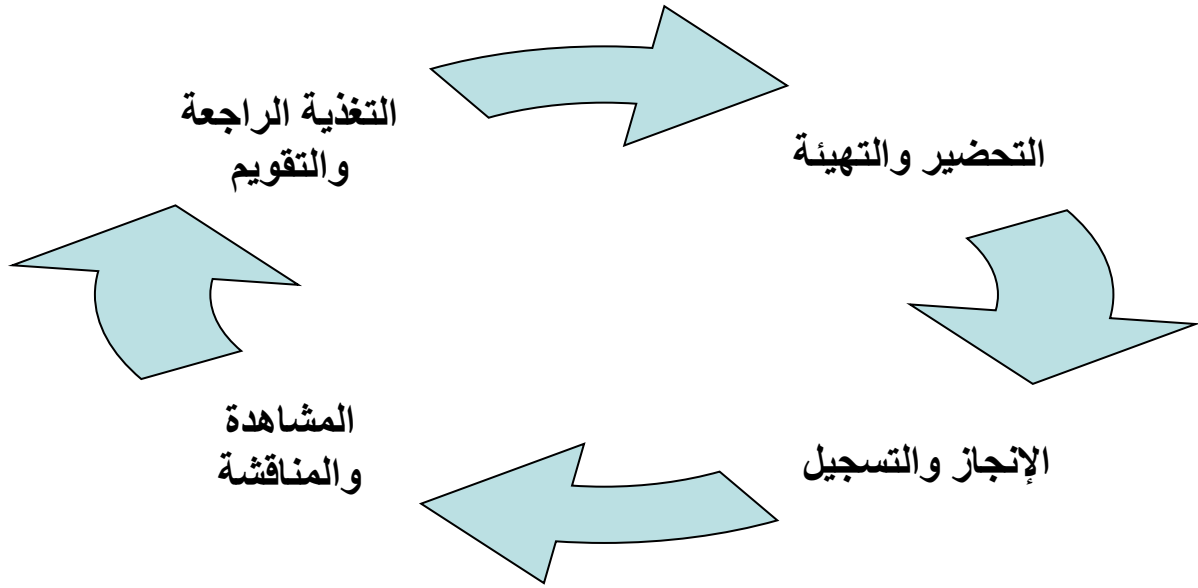 التغذية الراجعة
والتقويم
التحضير والتهيئة
الإنجاز والتسجيل
المشاهدة
والمناقشة